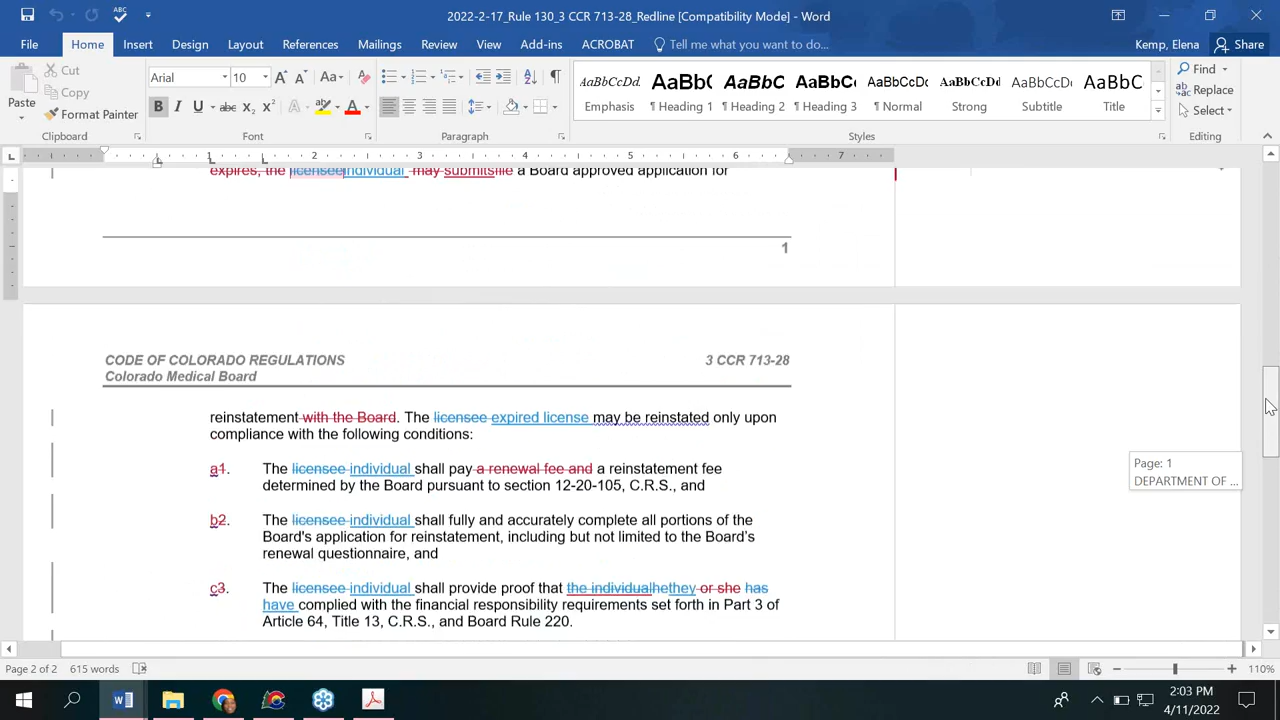 2022-2-17_Rule 130_3 CCR 713-28_Redline [Compatibility Mode] - Word
File Home Insert Design Layout References Mailings Review View Add-ins ACROBAT Tell me what you want to do... Kemp, Elena Share
Paste Cut Copy Format Painter
Arial 10
AaBbCcDd. AaBb( AaBbC AaBbC AaBbCcDd AaBbCcDd AaBbCcDd AaBbCc
Emphasis ¶ Heading 1 ¶ Heading 2 ¶ Heading 3 ¶ Normal Strong Subtitle Title
Find Replace Select
Clipboard Font Paragraph Styles Editing
1 2 3 4 5 6 7
expires, the licenseeindividual may submitsfile a Board approved application for
1
CODE OF COLORADO REGULATIONS 3 CCR 713-28
Colorado Medical Board
reinstatement with the Board. The licensee expired license may be reinstated only upon
compliance with the following conditions:
a1. The licensee individual shall pay a renewal fee and a reinstatement fee
determined by the Board pursuant to section 12-20-105, C.R.S., and
b2. The licensee individual shall fully and accurately complete all portions of the
Board's application for reinstatement, including but not limited to the Board's
renewal questionnaire, and
c3. The licensee individual shall provide proof that the individualhethey or she has
have complied with the financial responsibility requirements set forth in Part 3 of
Article 64, Title 13, C.R.S., and Board Rule 220.
Page: 1
DEPARTMENT OF ...
Page 2 of 2 615 words 110%
2:03 PM
4/11/2022